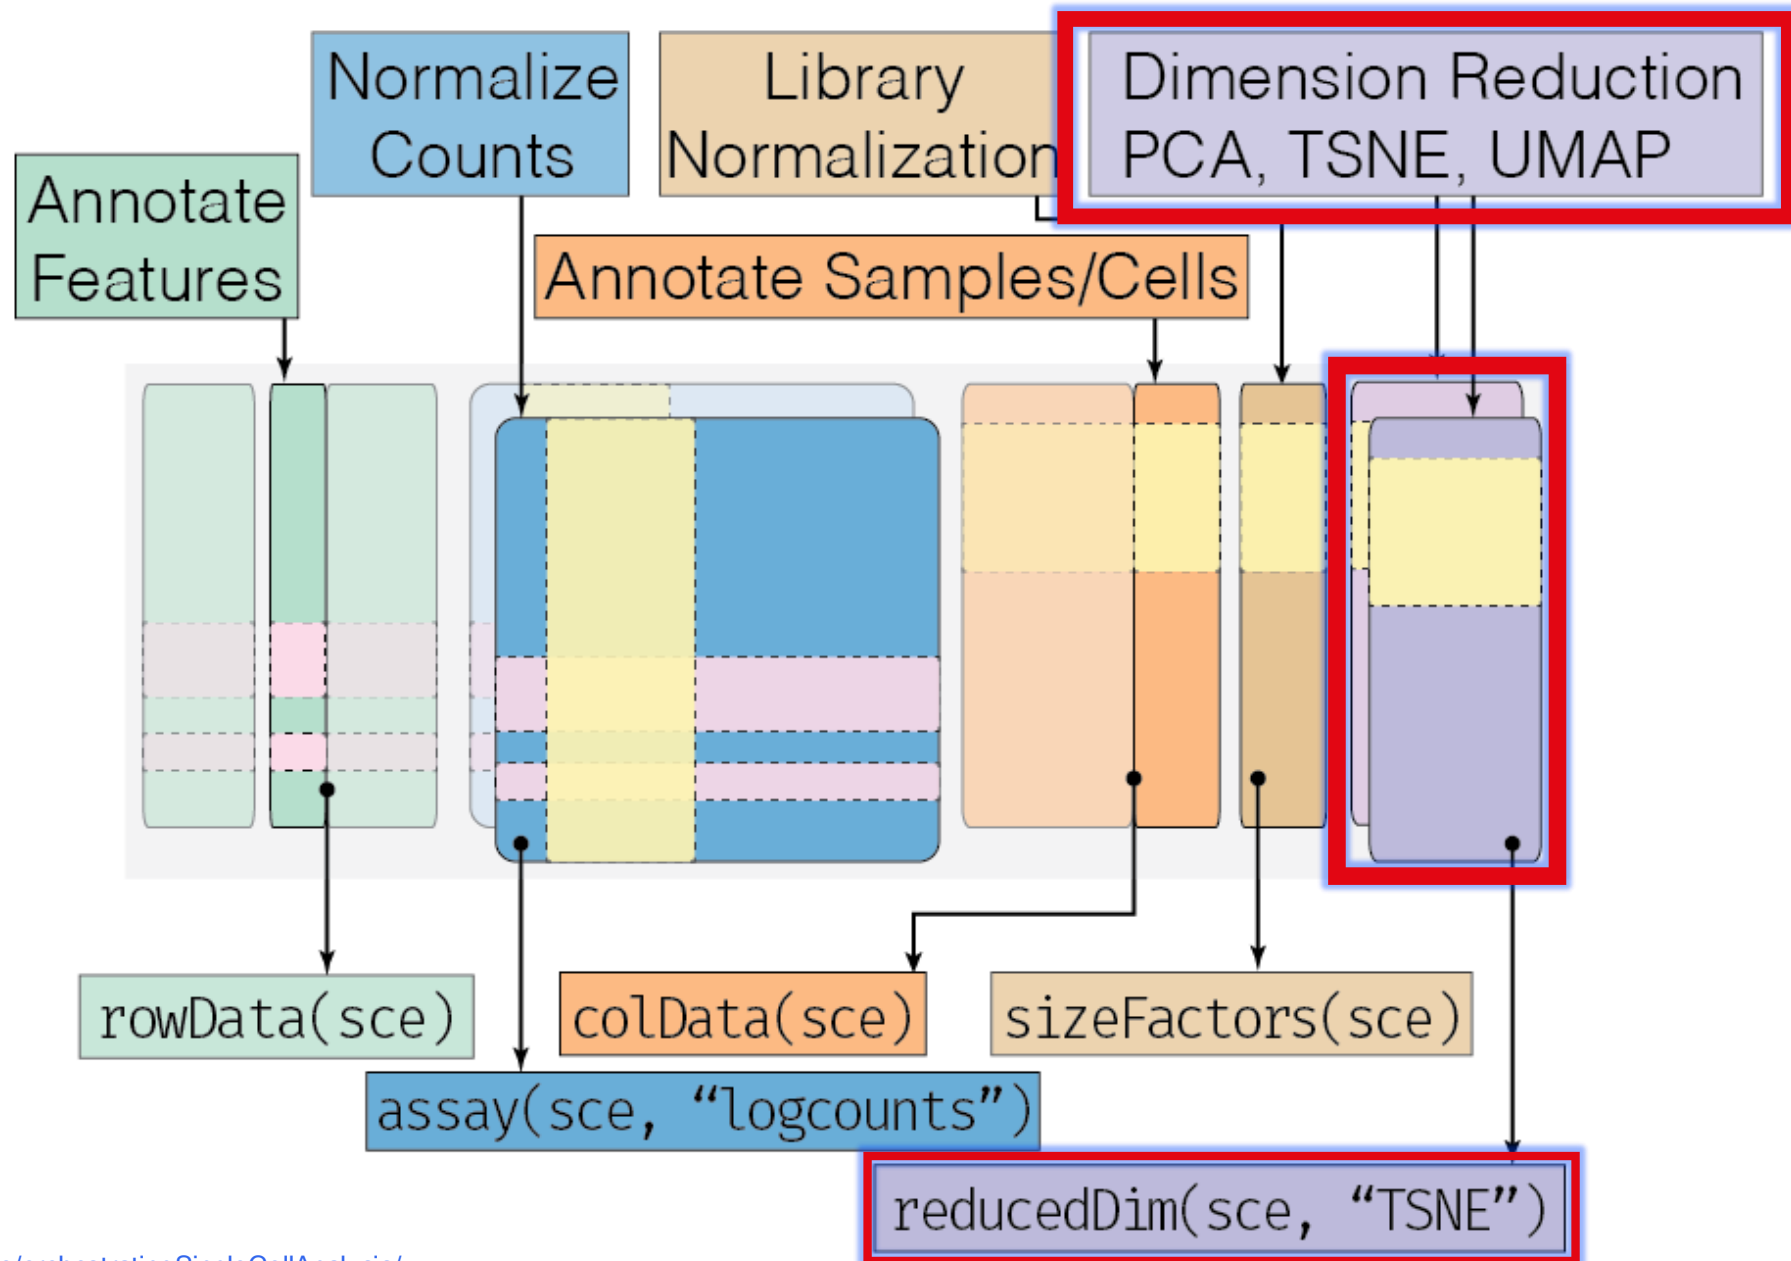 Normalize
Counts
Library
Normalization
Dimension Reduction
PCA, TSNE, UMAP
Annotate
Features
Annotate Samples/Cells
rowData(sce)
colData(sce)
sizeFactors(sce)
assay(sce, “logcounts”)
reducedDim(sce, “TSNE”)